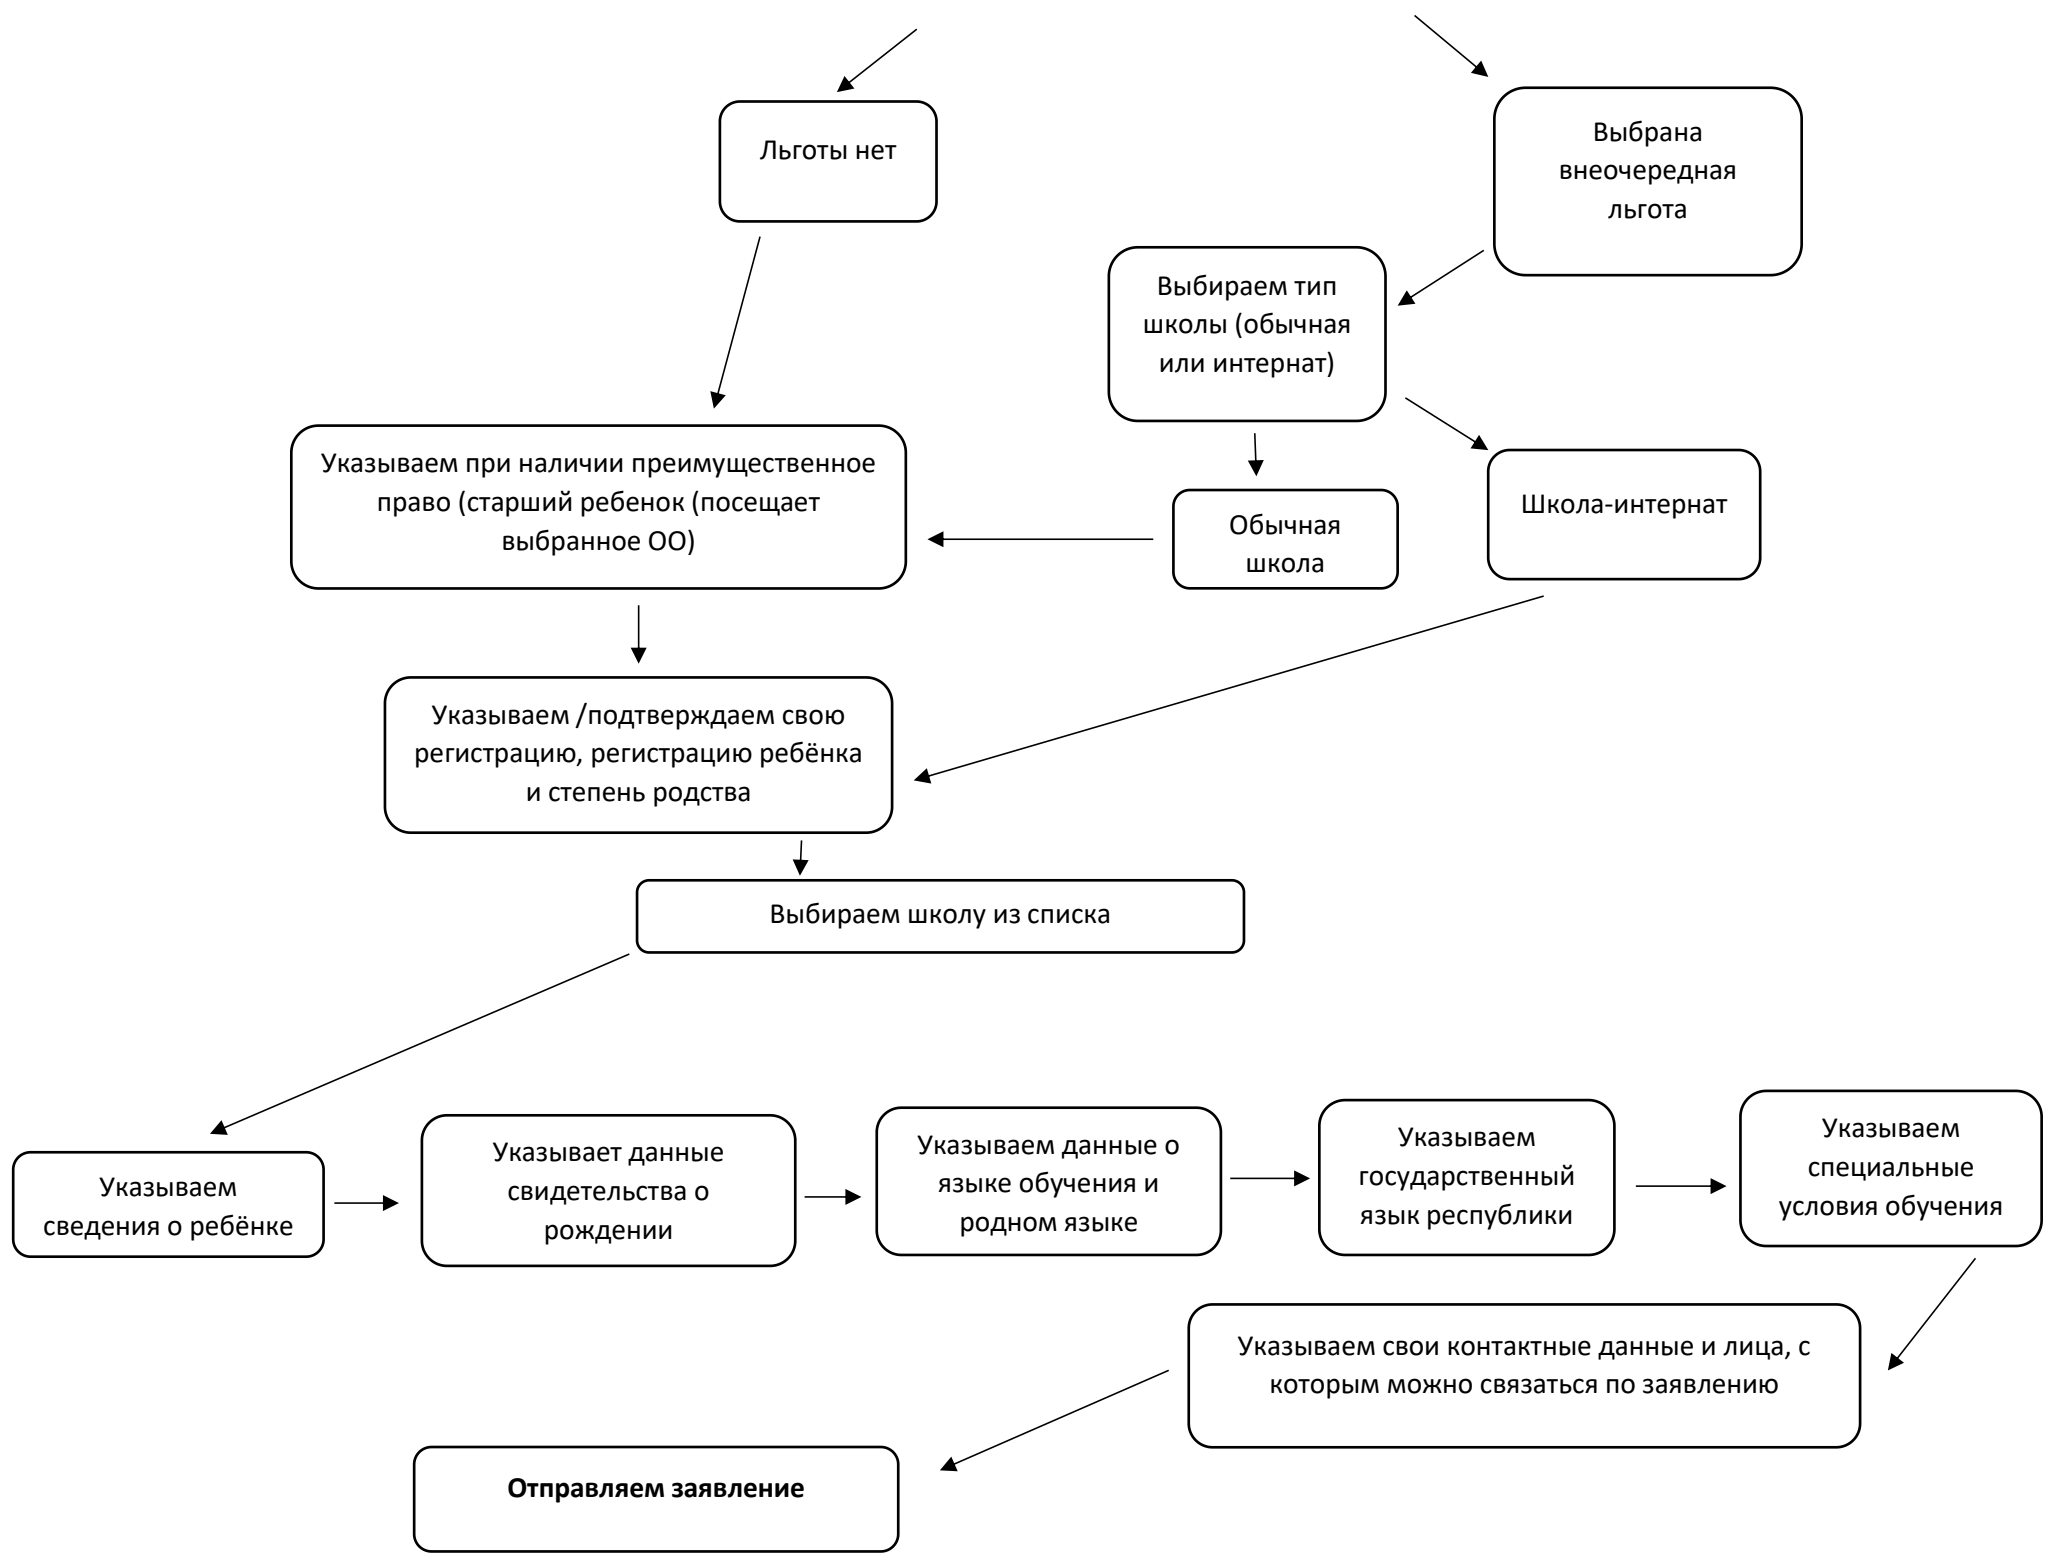 Льготы нет
Выбрана
внеочередная
льгота
Выбираем тип
школы (обычная
или интернат)
Указываем при наличии преимущественное
право (старший ребенок (посещает
выбранное ОО)
Обычная
школа
Школа-интернат
Указываем /подтверждаем свою
регистрацию, регистрацию ребёнка
и степень родства
Выбираем школу из списка
Указываем
сведения о ребёнке
Указывает данные
свидетельства о
рождении
Указываем данные о
языке обучения и
родном языке
Указываем
государственный
язык республики
Указываем
специальные
условия обучения
Указываем свои контактные данные и лица, с
которым можно связаться по заявлению
Отправляем заявление